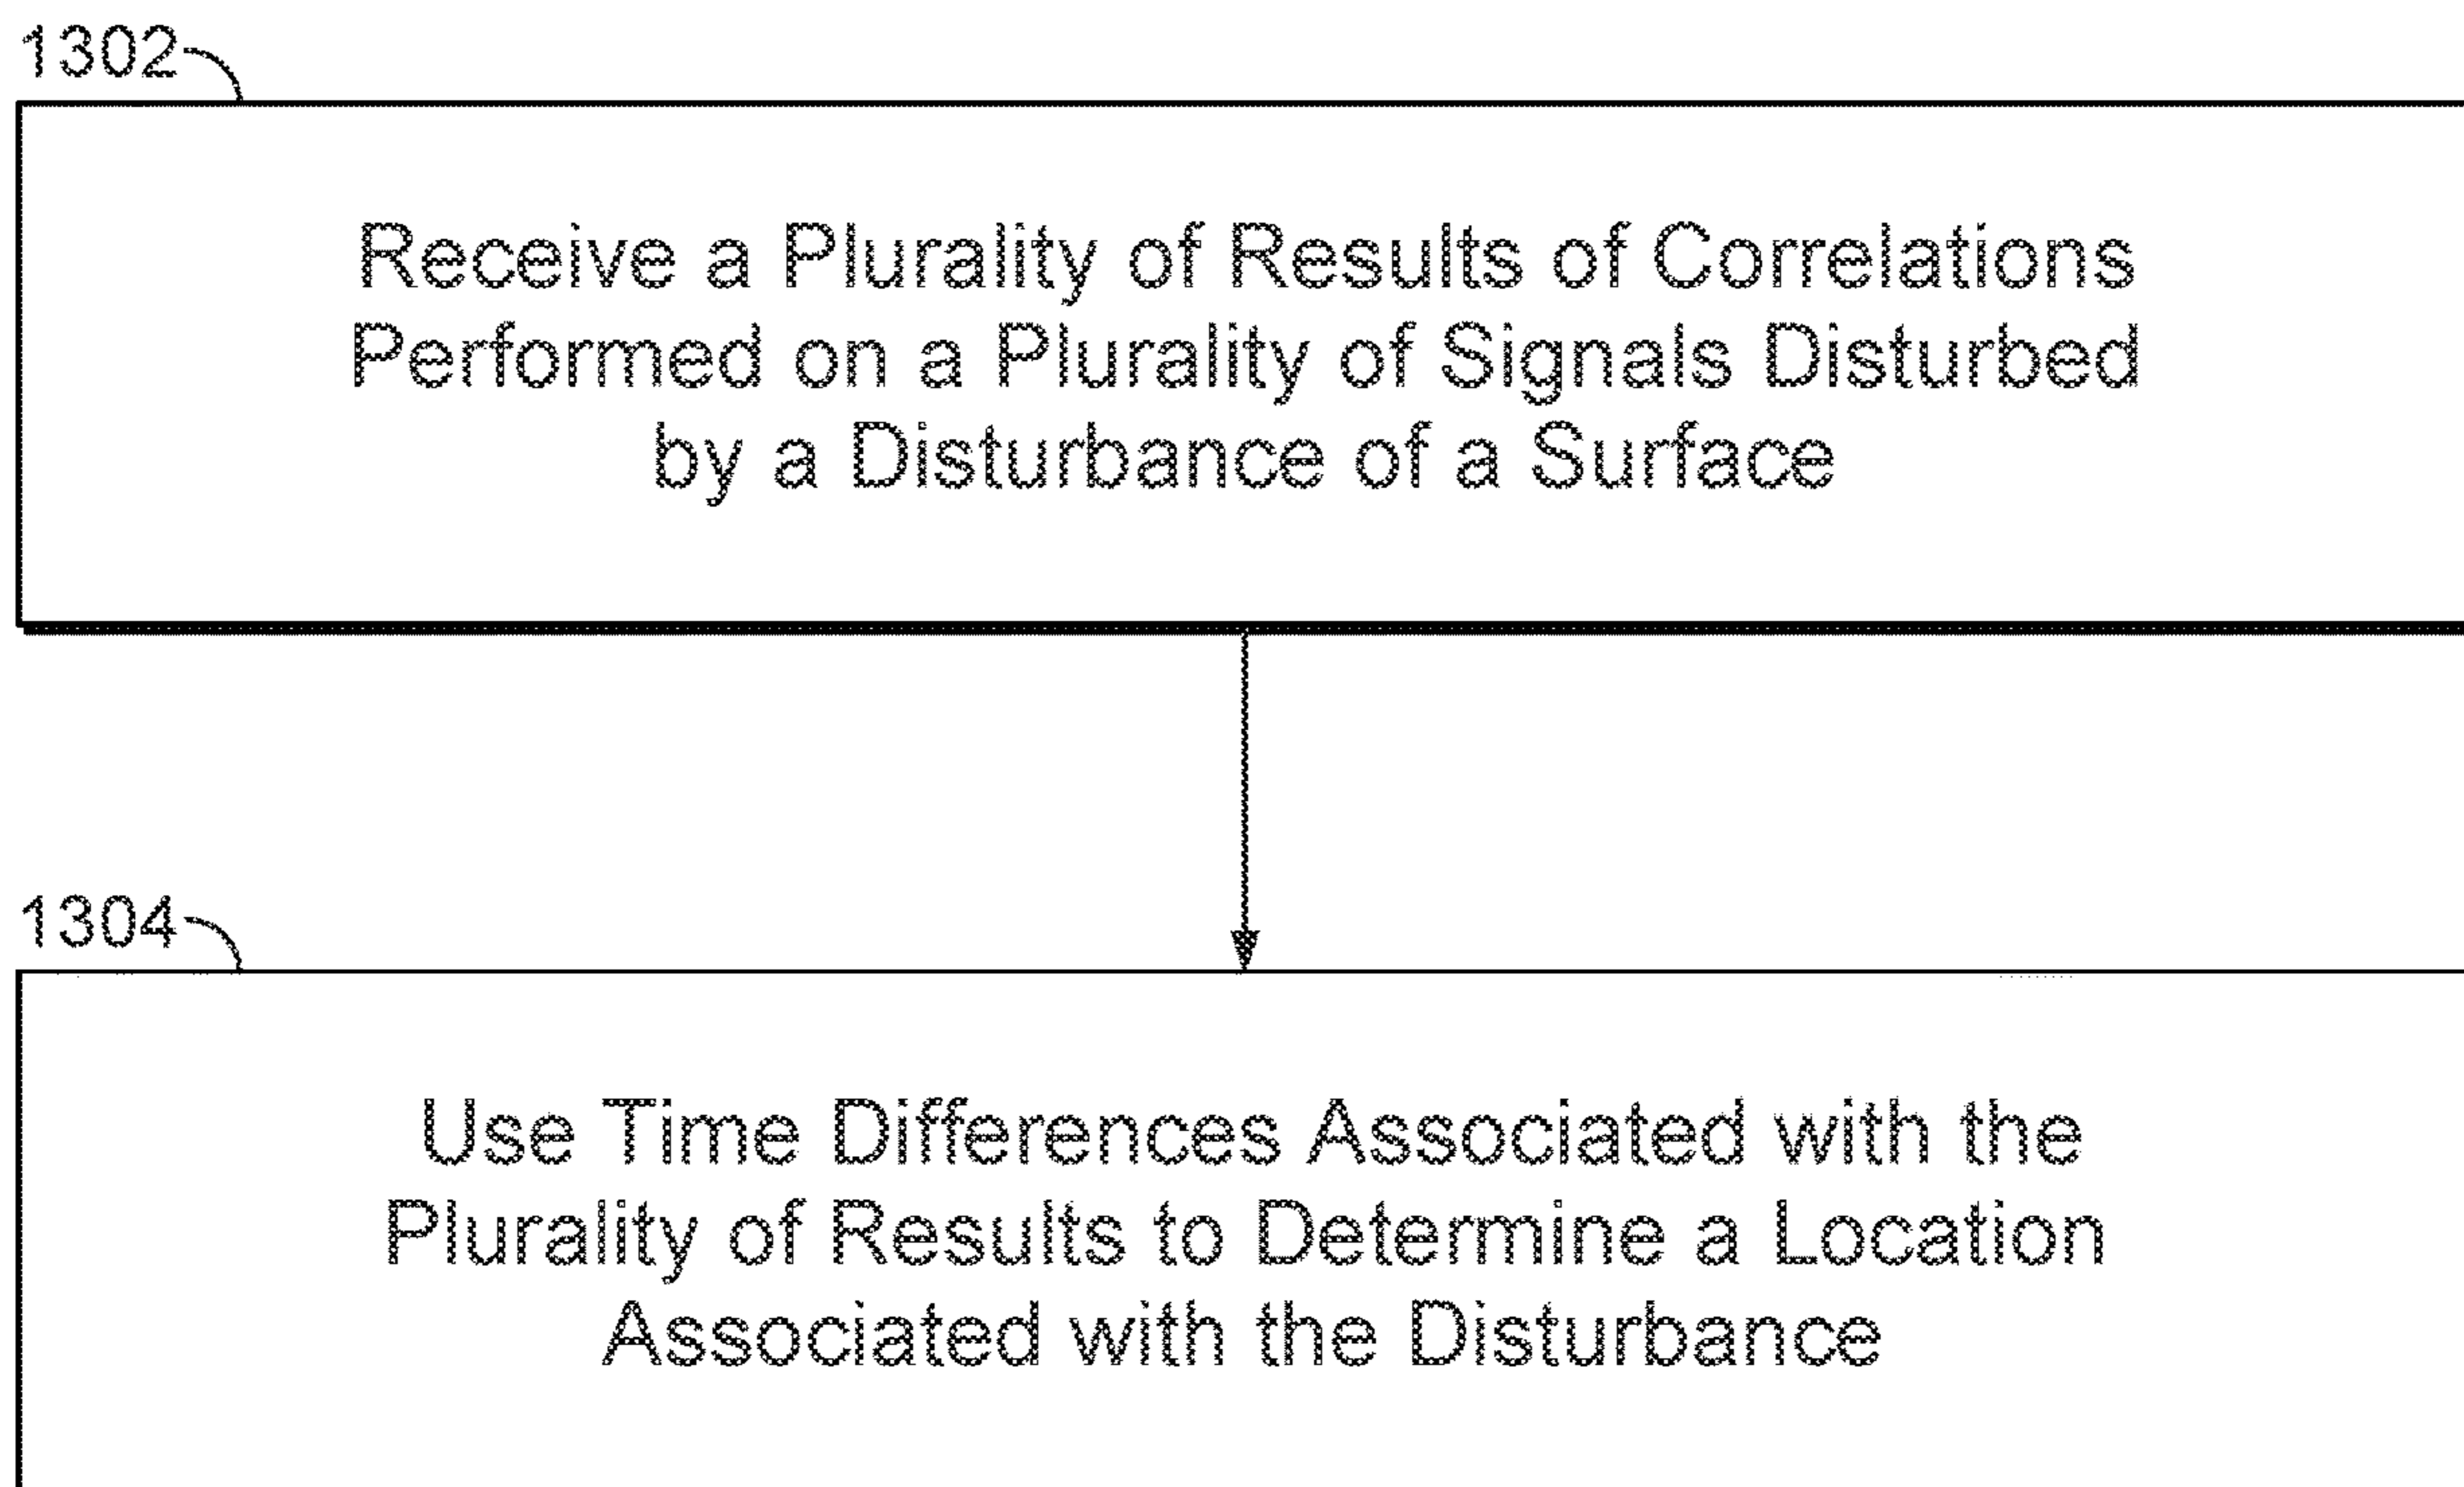 1302
Receive a Plurality of Results of Correlations
Performed on a Plurality of Signals Disturbed
by a Disturbance of a Surface
1304
Use Time Differences Associated with the
Plurality of Results to Determine a Location
Associated with the Disturbance